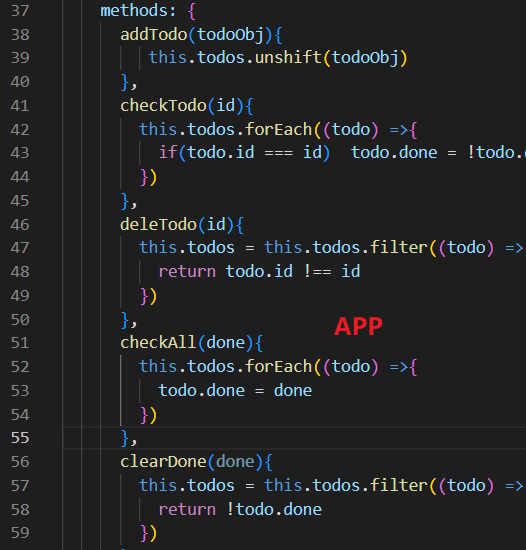 37 methods: {
38 addTodo(todoObj){
39 this.todos.unshift(todoObj)
40 },
41 checkTodo(id){
42 this.todos.forEach((todo) =>{
43 if(todo.id === id) todo.done = !todo.
44 })
45 },
46 deleTodo(id){
47 this.todos = this.todos.filter((todo) =>
48 return todo.id !== id
49 })
50 },
APP
51 checkAll(done){
52 this.todos.forEach((todo) =>{
53 todo.done = done
54 })
55 },
56 clearDone(done){
57 this.todos = this.todos.filter((todo) =>
58 return !todo.done
59 })